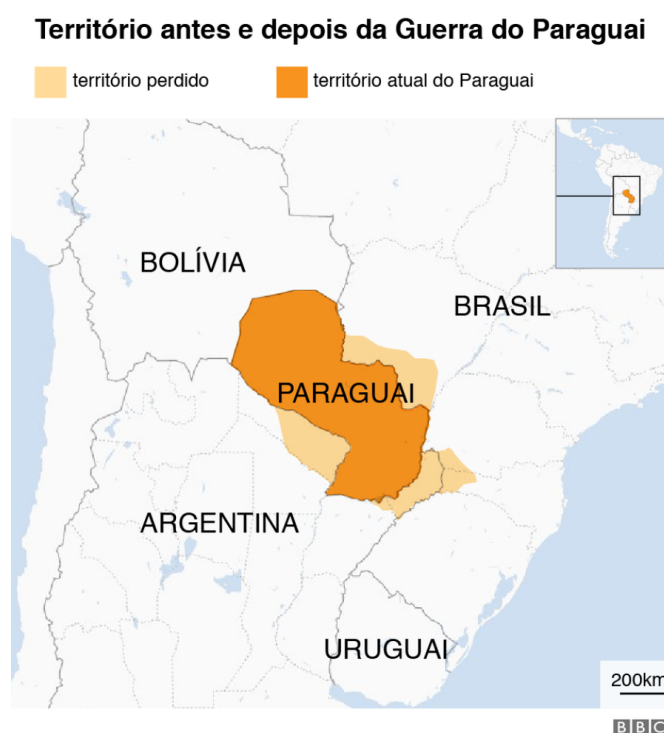 Território antes e depois da Guerra do Paraguai
território perdido
território atual do Paraguai
BOLÍVIA
BRASIL
PARAGUAI
ARGENTINA
URUGUAI
200km
BBC